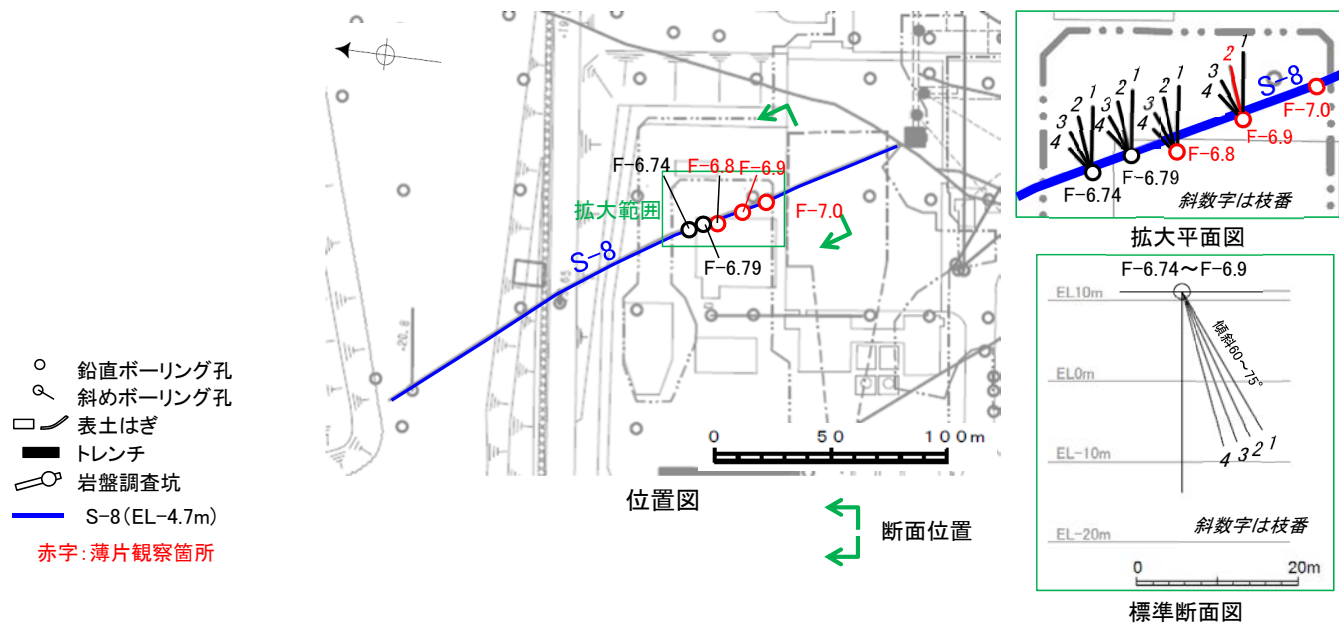 鉛直ボーリング孔
斜めボーリング孔
表土はぎ
トレンチ
岩盤調査坑
S-8(EL-4.7m)
赤字:薄片観察箇所
F-6.74
F-6.8
F-6.9
F-7.0
拡大範囲
F-6.79
S-8
-20.8
0 50 100m
位置図
断面位置
1
2
3
4
1
2
3
4
1
2
3
4
1
2
3
4
S-8
F-7.0
F-6.9
F-6.8
F-6.79
F-6.74
斜数字は枝番
拡大平面図
F-6.74~F-6.9
EL10m
傾斜60~75°
EL0m
EL-10m
4 3 2 1
斜数字は枝番
EL-20m
0 20m
標準断面図